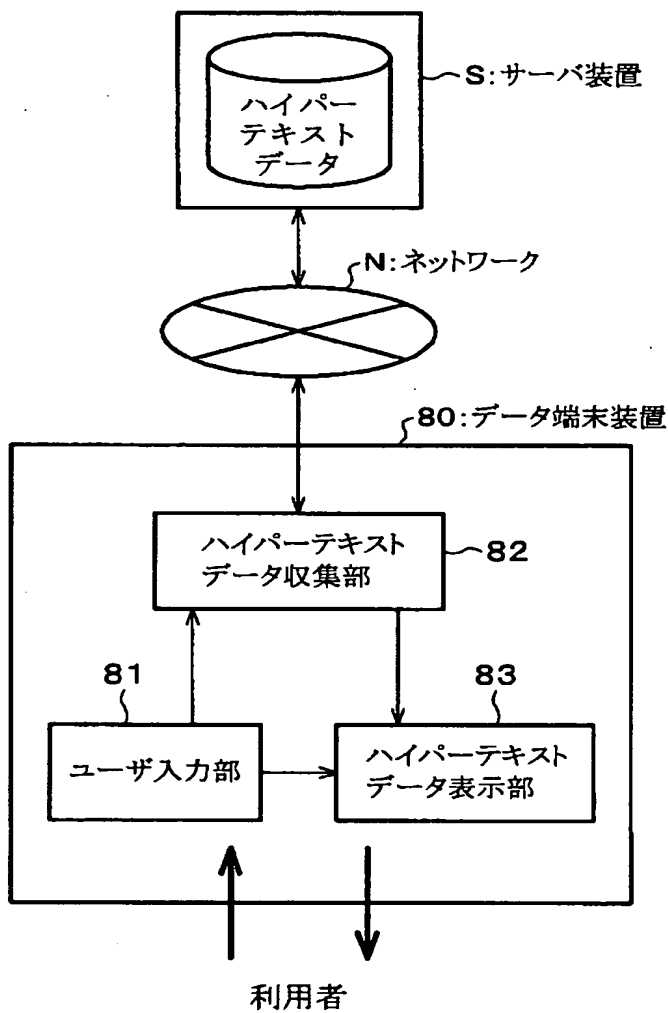 ハイパー
テキスト
データ
S:サーバ装置
N:ネットワーク
80:データ端末装置
ハイパーテキスト
データ収集部
82
81
83
ユーザ入力部
ハイパーテキスト
データ表示部
利用者